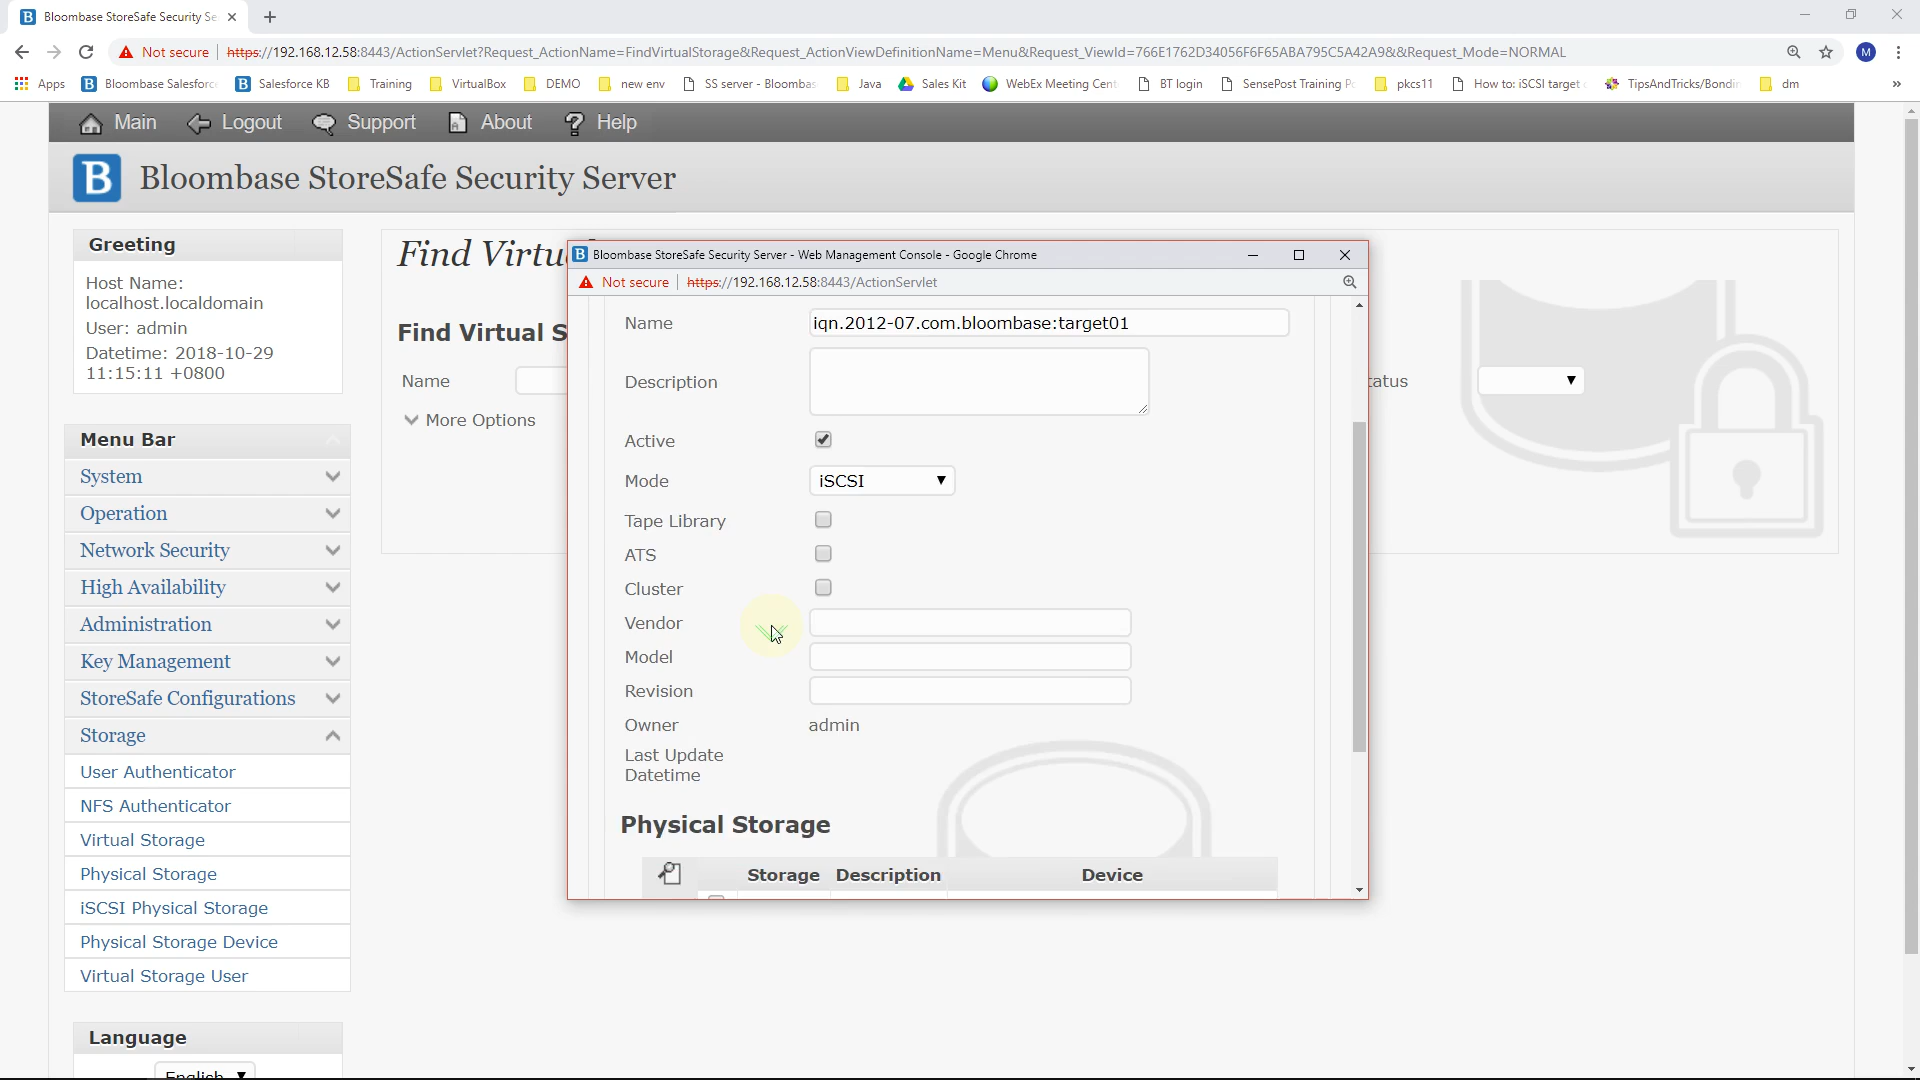 Bloombase StoreSafe Security Se
Not secure
https://192.168.12.58:8443/ActionServlet?Request_ActionName=FindVirtualStorage&Request_ActionViewDefinitionName=Menu&Request_ViewId=766E1762D34056F6F65ABA795C5A42A9&&Request_Mode=NORMAL
M
Apps
Bloombase Salesforc
Salesforce KB
Training
VirtualBox
DEMO
new env
SS server - Bloombas
Java
Sales Kit
WebEx Meeting Cent
BT login
SensePost Training Po
pkcs11
How to: iSCSI target
TipsAndTricks/Bondin
dm
»
Main
Logout
Support
About
Help
B
Bloombase StoreSafe Security Server
Greeting
Host Name:
localhost.localdomain
User: admin
Datetime: 2018-10-29
11:15:11 +0800
Menu Bar
System
Operation
Network Security
High Availability
Administration
Key Management
StoreSafe Configurations
Storage
User Authenticator
NFS Authenticator
Virtual Storage
Physical Storage
iSCSI Physical Storage
Physical Storage Device
Virtual Storage User
Language
English
Find Virtu
Find Virtual S
Name
More Options
tatus
Bloombase StoreSafe Security Server - Web Management Console - Google Chrome
Not secure
https://192.168.12.58:8443/ActionServlet
Name
iqn.2012-07.com.bloombase:target01
Description
Active
Mode
iSCSI
Tape Library
ATS
Cluster
Vendor
Model
Revision
Owner
admin
Last Update
Datetime
Physical Storage
Storage
Description
Device